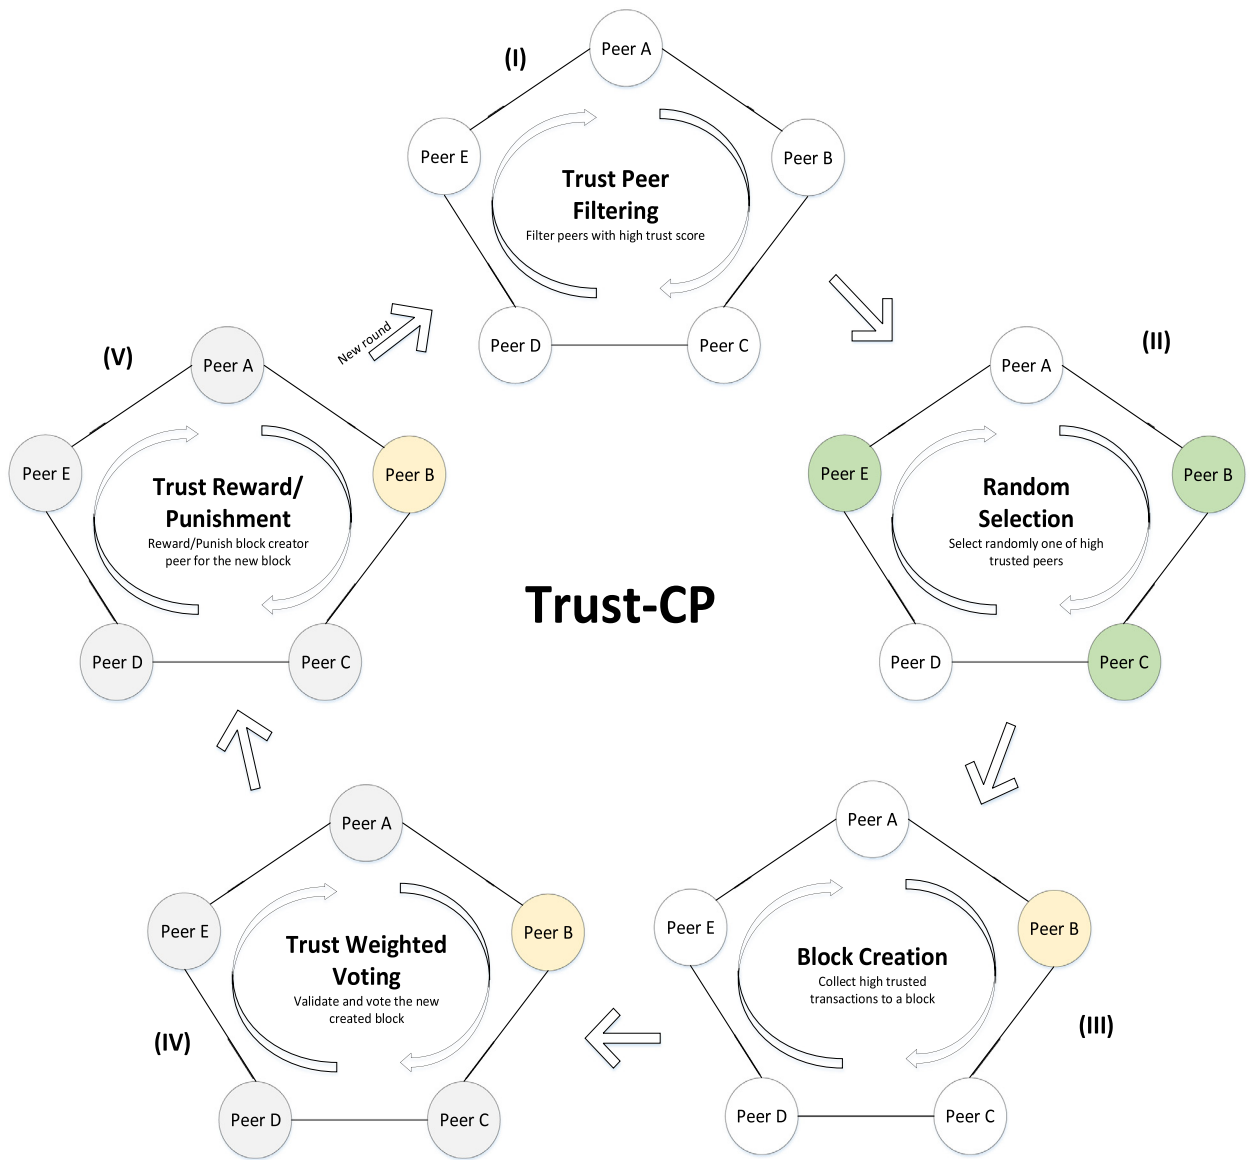 (I)
Peer A
Peer E
Peer B
Trust Peer
Filtering
Filter peers with high trust score
Peer D
Peer C
New round
(II)
Peer A
Peer E
Peer B
Random
Selection
Select randomly one of high
trusted peers
Peer D
Peer C
(III)
Peer A
Peer E
Peer B
Block Creation
Collect high trusted
transactions to a block
Peer D
Peer C
(IV)
Peer A
Peer E
Peer B
Trust Weighted
Voting
Validate and vote the new
created block
Peer D
Peer C
(V)
Peer A
Peer E
Peer B
Trust Reward/
Punishment
Reward/Punish block creator
peer for the new block
Peer D
Peer C
Trust-CP